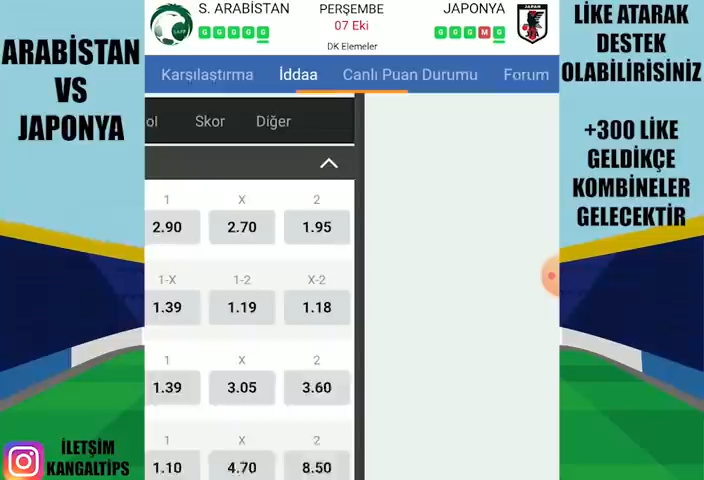 ARABİSTAN
VS
JAPONYA
S. ARABİSTAN
G G G G G
PERŞEMBE
07 Eki
DK Elemeler
JAPONYA
G G G M G
JAPAN
LİKE ATARAK
DESTEK
OLABİLİRİSİNİZ
+300 LİKE
GELDİKÇE
KOMBİNELER
GELECEKTİR
Karşılaştırma İddaa Canlı Puan Durumu Forum
ol Skor Diğer
1 X 2
2.90 2.70 1.95
1-X 1-2 X-2
1.39 1.19 1.18
1 X 2
1.39 3.05 3.60
1 X 2
1.10 4.70 8.50
İLETŞİM
KANGALTİPS